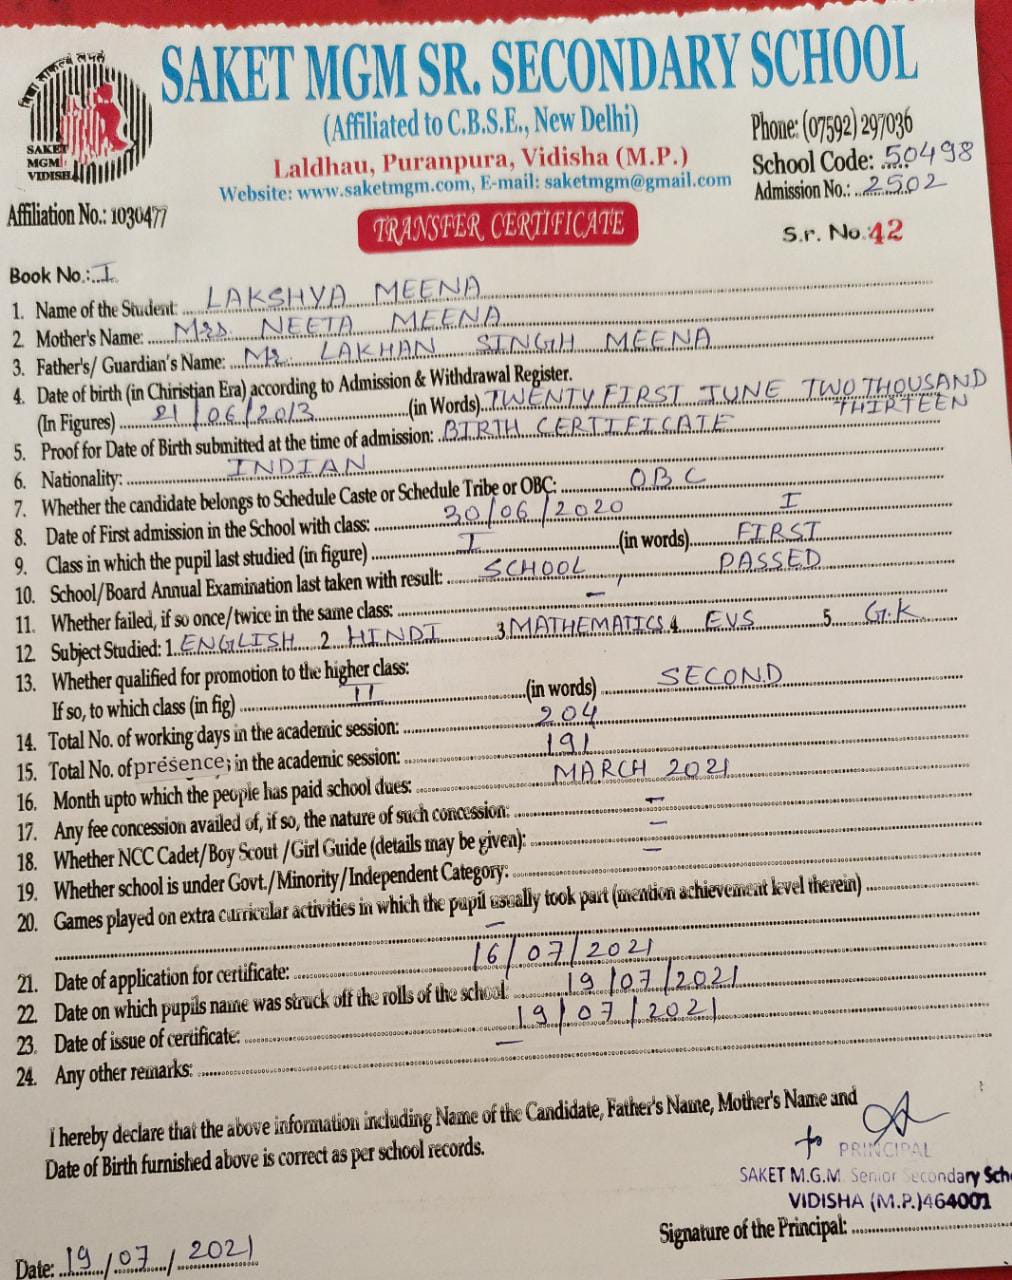 SAKET MGM SR. SECONDARY SCHOOL
(Affiliated to C.B.S.E., New Delhi)
Laldhau, Puranpura, Vidisha (M.P.)
Website: www.saketmgm.com, E-mail: saketmgm@gmail.com
SAKET
MGM
VIDISHA
Phone: (07592) 297036
School Code: 50498
Admission No.: 2502
Affiliation No.: 1030477
TRANSFER CERTIFICATE
S.r. No. 42
Book No.: I
1. Name of the Student: LAKSHYA MEENA
2. Mother's Name: Mrs. NEETA MEENA
3. Father's/ Guardian's Name: Mr. LAKHAN SINGH MEENA
4. Date of birth (in Chiristian Era) according to Admission & Withdrawal Register.
(In Figures) 21/06/2013 (in Words) TWENTY FIRST JUNE TWO THOUSAND
THIRTEEN
5. Proof for Date of Birth submitted at the time of admission: BIRTH CERTIFICATE
6. Nationality: INDIAN
7. Whether the candidate belongs to Schedule Caste or Schedule Tribe or OBC: OBC
8. Date of First admission in the School with class: 30/06/2020 I
9. Class in which the pupil last studied (in figure) I (in words) FIRST
10. School/Board Annual Examination last taken with result: SCHOOL, PASSED
11. Whether failed, if so once/twice in the same class: –
12. Subject Studied: 1. ENGLISH 2. HINDI 3. MATHEMATICS 4. EVS 5. G.K
13. Whether qualified for promotion to the higher class:
If so, to which class (in fig) II (in words) SECOND
14. Total No. of working days in the academic session: 204
15. Total No. of presence; in the academic session: 191
16. Month upto which the people has paid school dues: MARCH 2021
17. Any fee concession availed of, if so, the nature of such concession: –
18. Whether NCC Cadet/Boy Scout /Girl Guide (details may be given): –
19. Whether school is under Govt./Minority/Independent Category: –
20. Games played on extra curricular activities in which the pupil usually took part (mention achievement level therein)
–
21. Date of application for certificate: 16/07/2021
22. Date on which pupils name was struck off the rolls of the school: 19/07/2021
23. Date of issue of certificate: 19/07/2021
24. Any other remarks: –
I hereby declare that the above information including Name of the Candidate, Father's Name, Mother's Name and
Date of Birth furnished above is correct as per school records.
PRINCIPAL
SAKET M.G.M. Senior Secondary Scho
VIDISHA (M.P.) 464001
Signature of the Principal:
Date: 19/07/2021